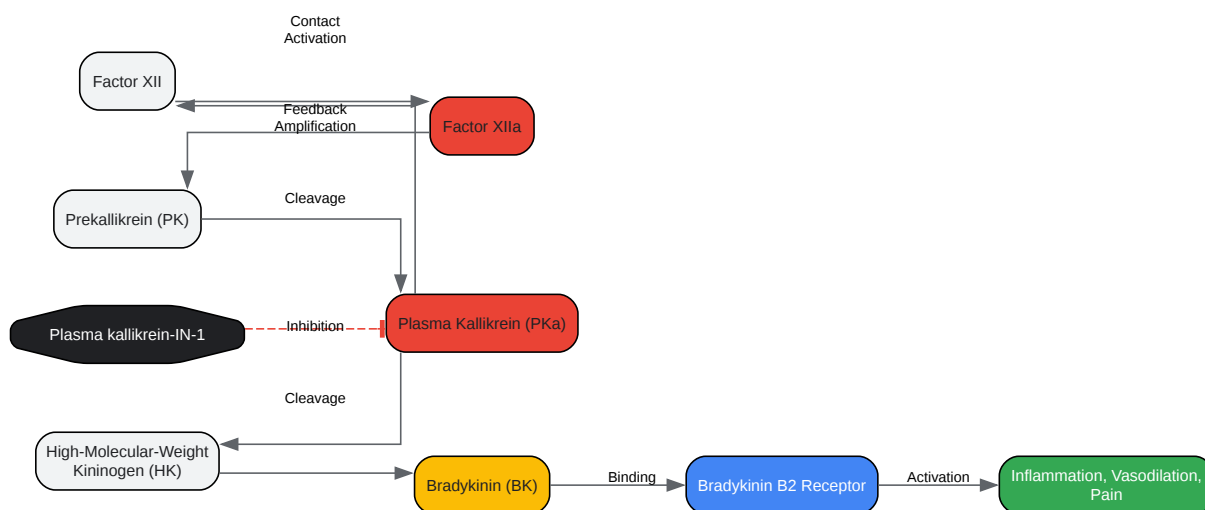 Contact
Activation
Factor XII
Feedback
Amplification
Factor XIIa
Cleavage
Prekallikrein (PK)
Plasma kallikrein-IN-1
Inhibition
Plasma Kallikrein (PKa)
Cleavage
High-Molecular-Weight
Kininogen (HK)
Bradykinin (BK)
Binding
Bradykinin B2 Receptor
Activation
Inflammation, Vasodilation,
Pain